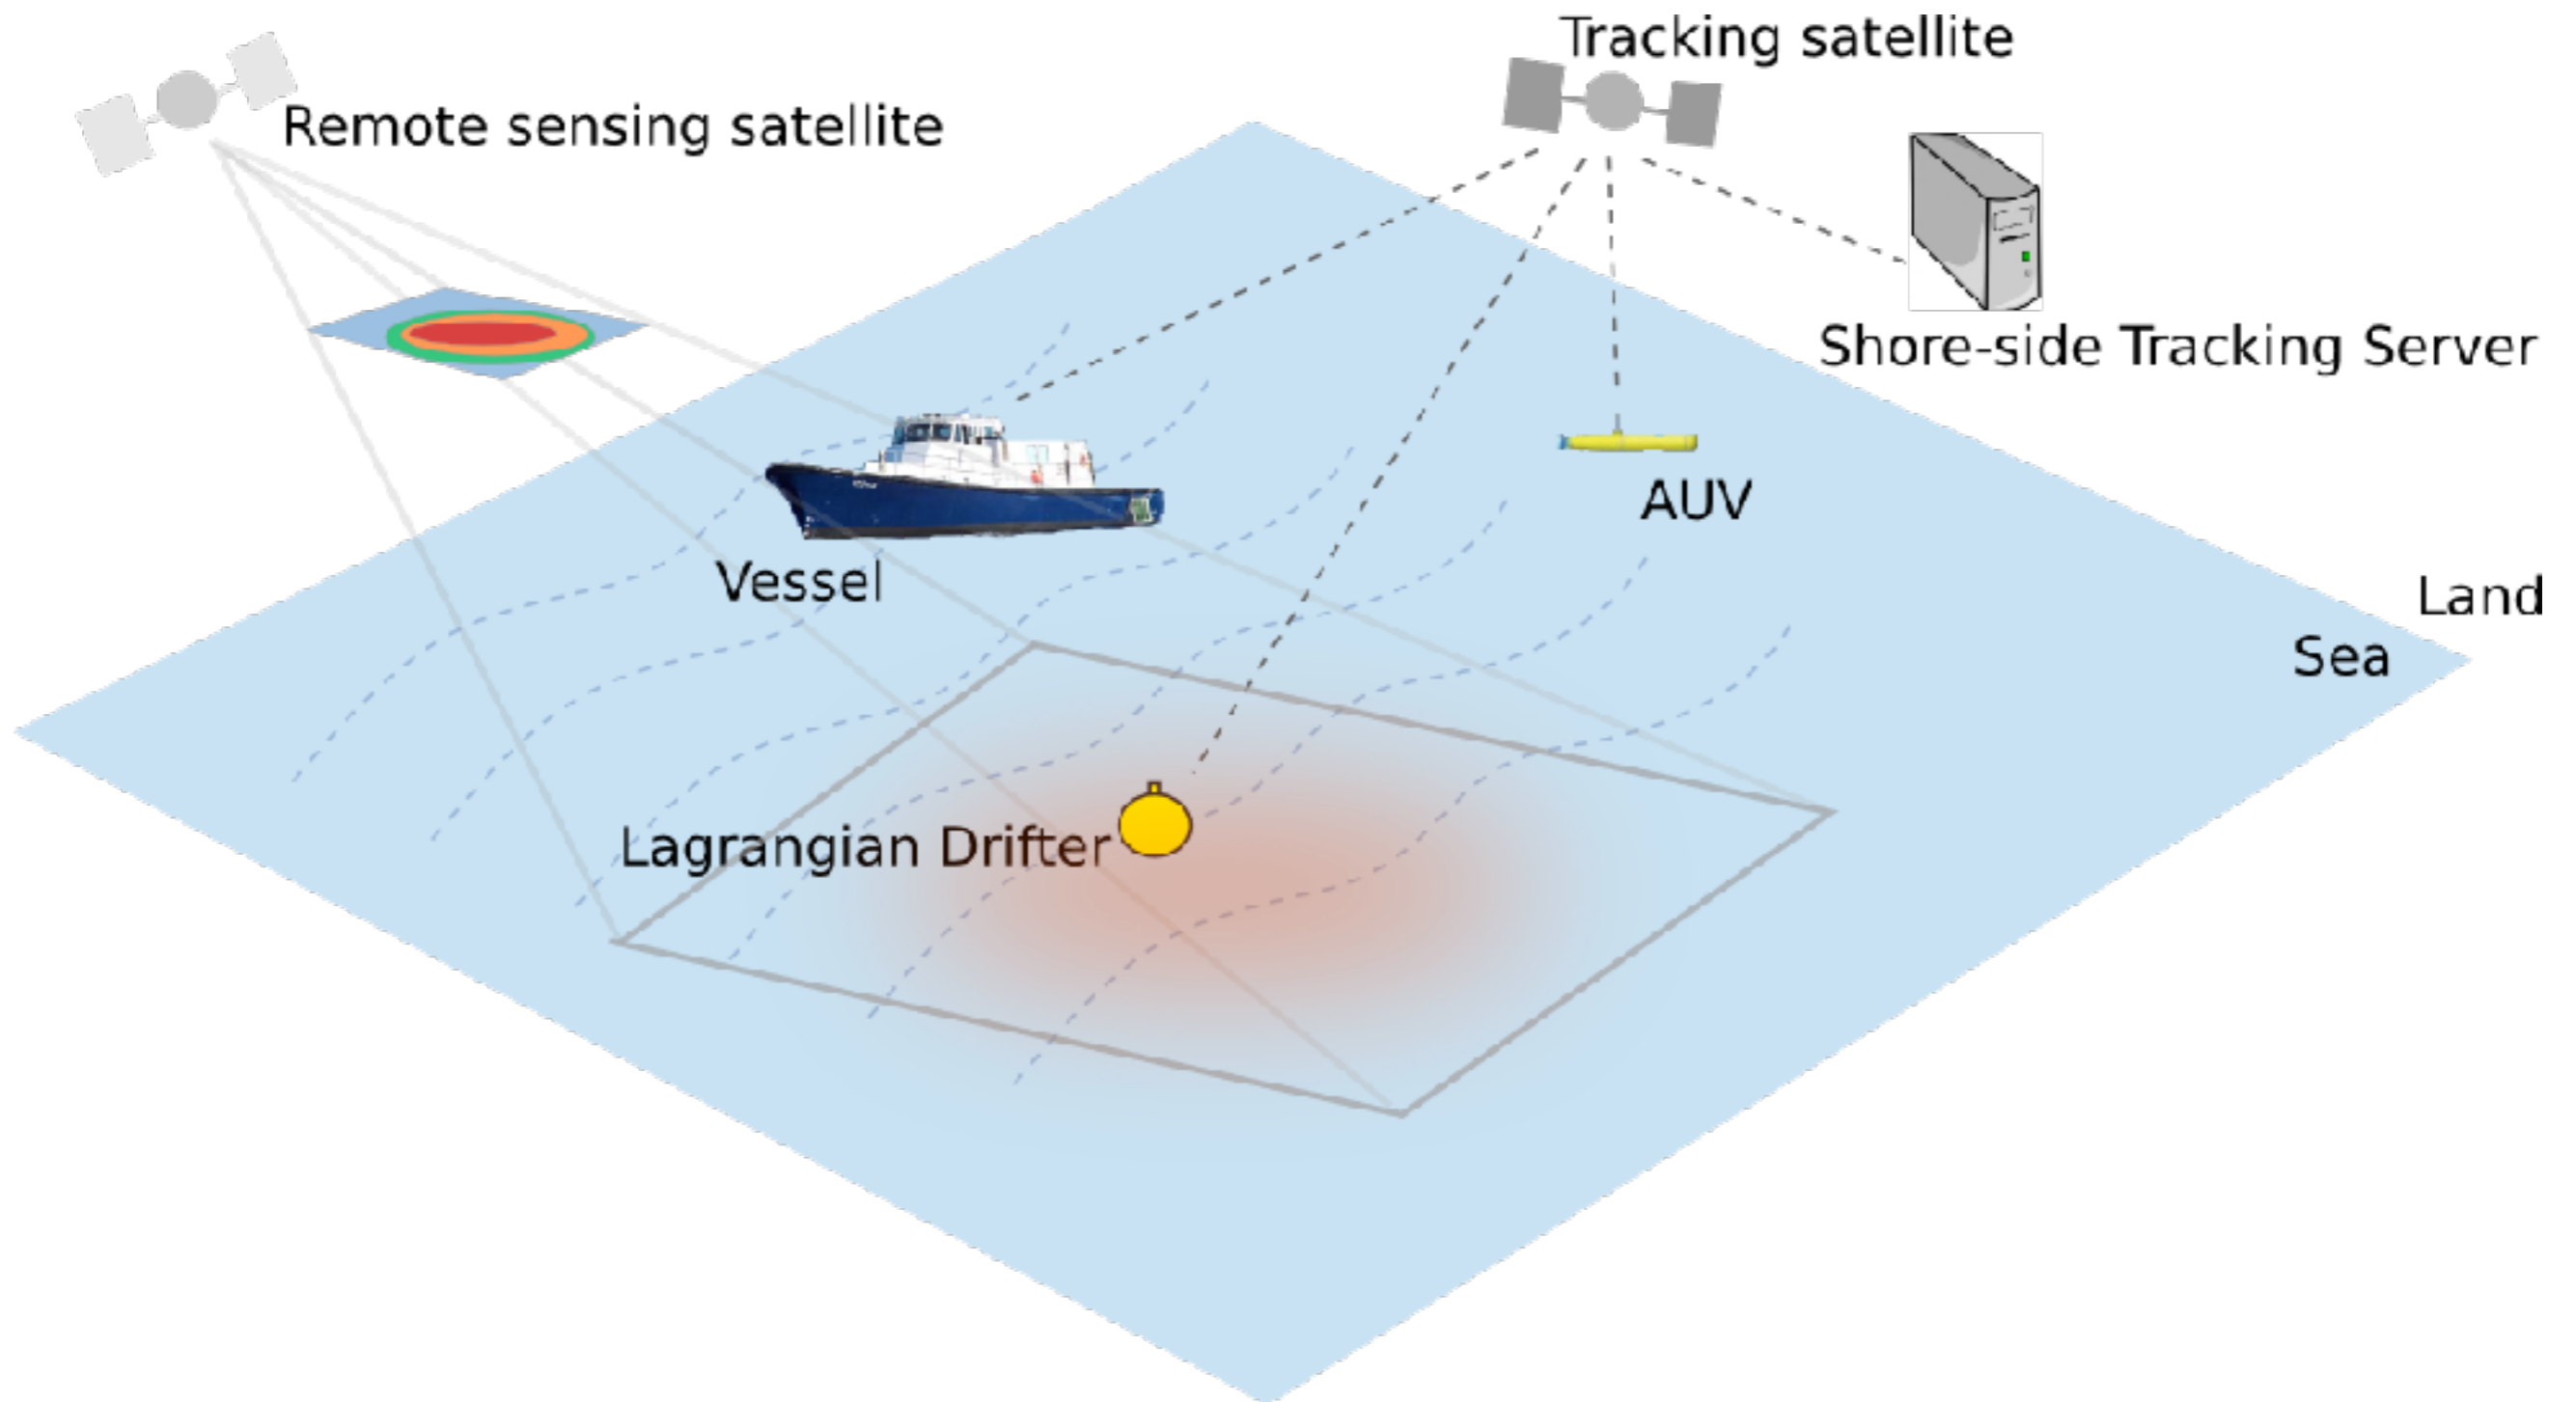 Tracking satellite
Remote sensing satellite
Shore-side Tracking Server
AUV
Vessel
Land
Sea
Lagrangian Drifter